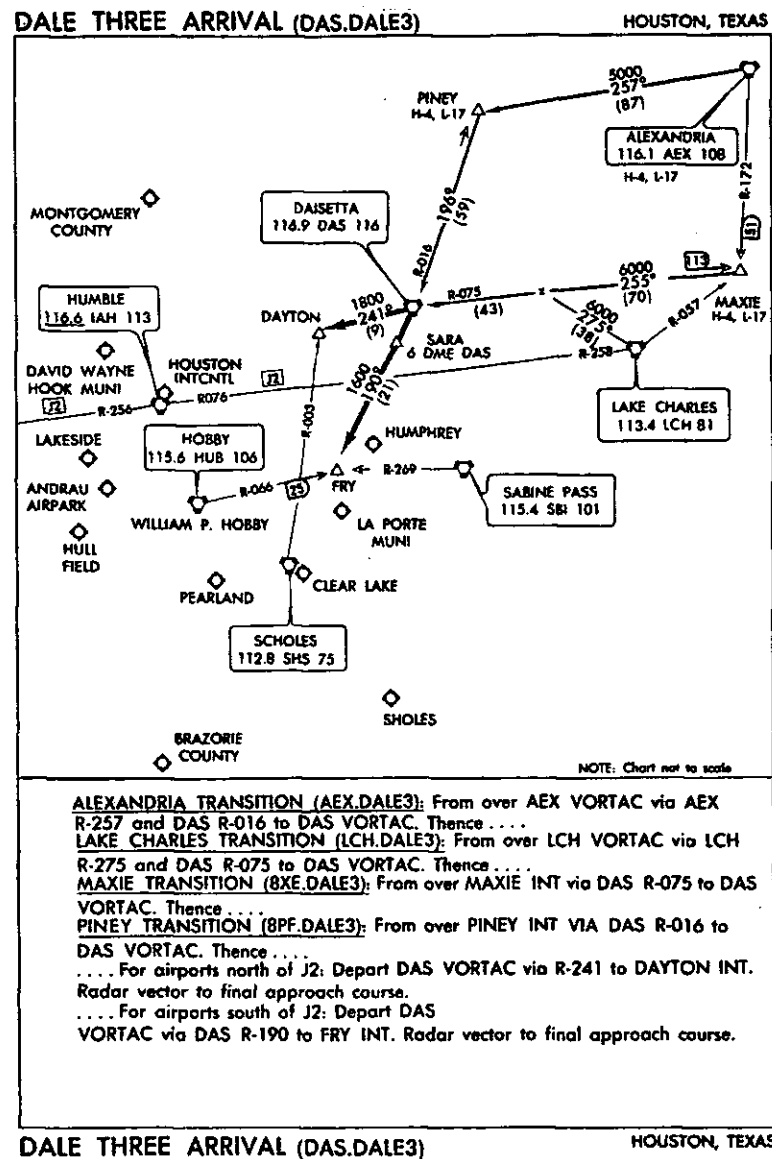 DALE THREE ARRIVAL (DAS.DALE3)
HOUSTON, TEXAS
5000
257°
(87)
PINEY
H-4, L-17
ALEXANDRIA
116.1 AEX 108
H-4, L-17
R-172
51
MONTGOMERY
COUNTY
DAISETTA
116.9 DAS 116
196°
(59)
R-016
113
6000
255°
(70)
R-075
(43)
MAXIE
H-4, L-17
HUMBLE
116.6 IAH 113
DAYTON
1800
241°
(9)
6000
275°
(38)
R-057
SARA
6 DME DAS
R-258
DAVID WAYNE
HOOK MUNI
HOUSTON
INTCNTL
J2
R076
1600
190°
(21)
J2
R-256
LAKE CHARLES
113.4 LCH 81
LAKESIDE
HOBBY
115.6 HUB 106
R-003
HUMPHREY
ANDRAU
AIRPARK
R-066
25
FRY
R-269
SABINE PASS
115.4 SBI 101
WILLIAM P. HOBBY
LA PORTE
MUNI
HULL
FIELD
PEARLAND
CLEAR LAKE
SCHOLES
112.8 SHS 75
SHOLES
BRAZORIE
COUNTY
NOTE: Chart not to scale
ALEXANDRIA TRANSITION (AEX.DALE3): From over AEX VORTAC via AEX
R-257 and DAS R-016 to DAS VORTAC. Thence . . . .
LAKE CHARLES TRANSITION (LCH.DALE3): From over LCH VORTAC via LCH
R-275 and DAS R-075 to DAS VORTAC. Thence . . . .
MAXIE TRANSITION (8XE.DALE3): From over MAXIE INT via DAS R-075 to DAS
VORTAC. Thence . . . .
PINEY TRANSITION (8PF.DALE3): From over PINEY INT VIA DAS R-016 to
DAS VORTAC. Thence . . . .
. . . . For airports north of J2: Depart DAS VORTAC via R-241 to DAYTON INT.
Radar vector to final approach course.
. . . . For airports south of J2: Depart DAS
VORTAC via DAS R-190 to FRY INT. Radar vector to final approach course.
DALE THREE ARRIVAL (DAS.DALE3)
HOUSTON, TEXAS